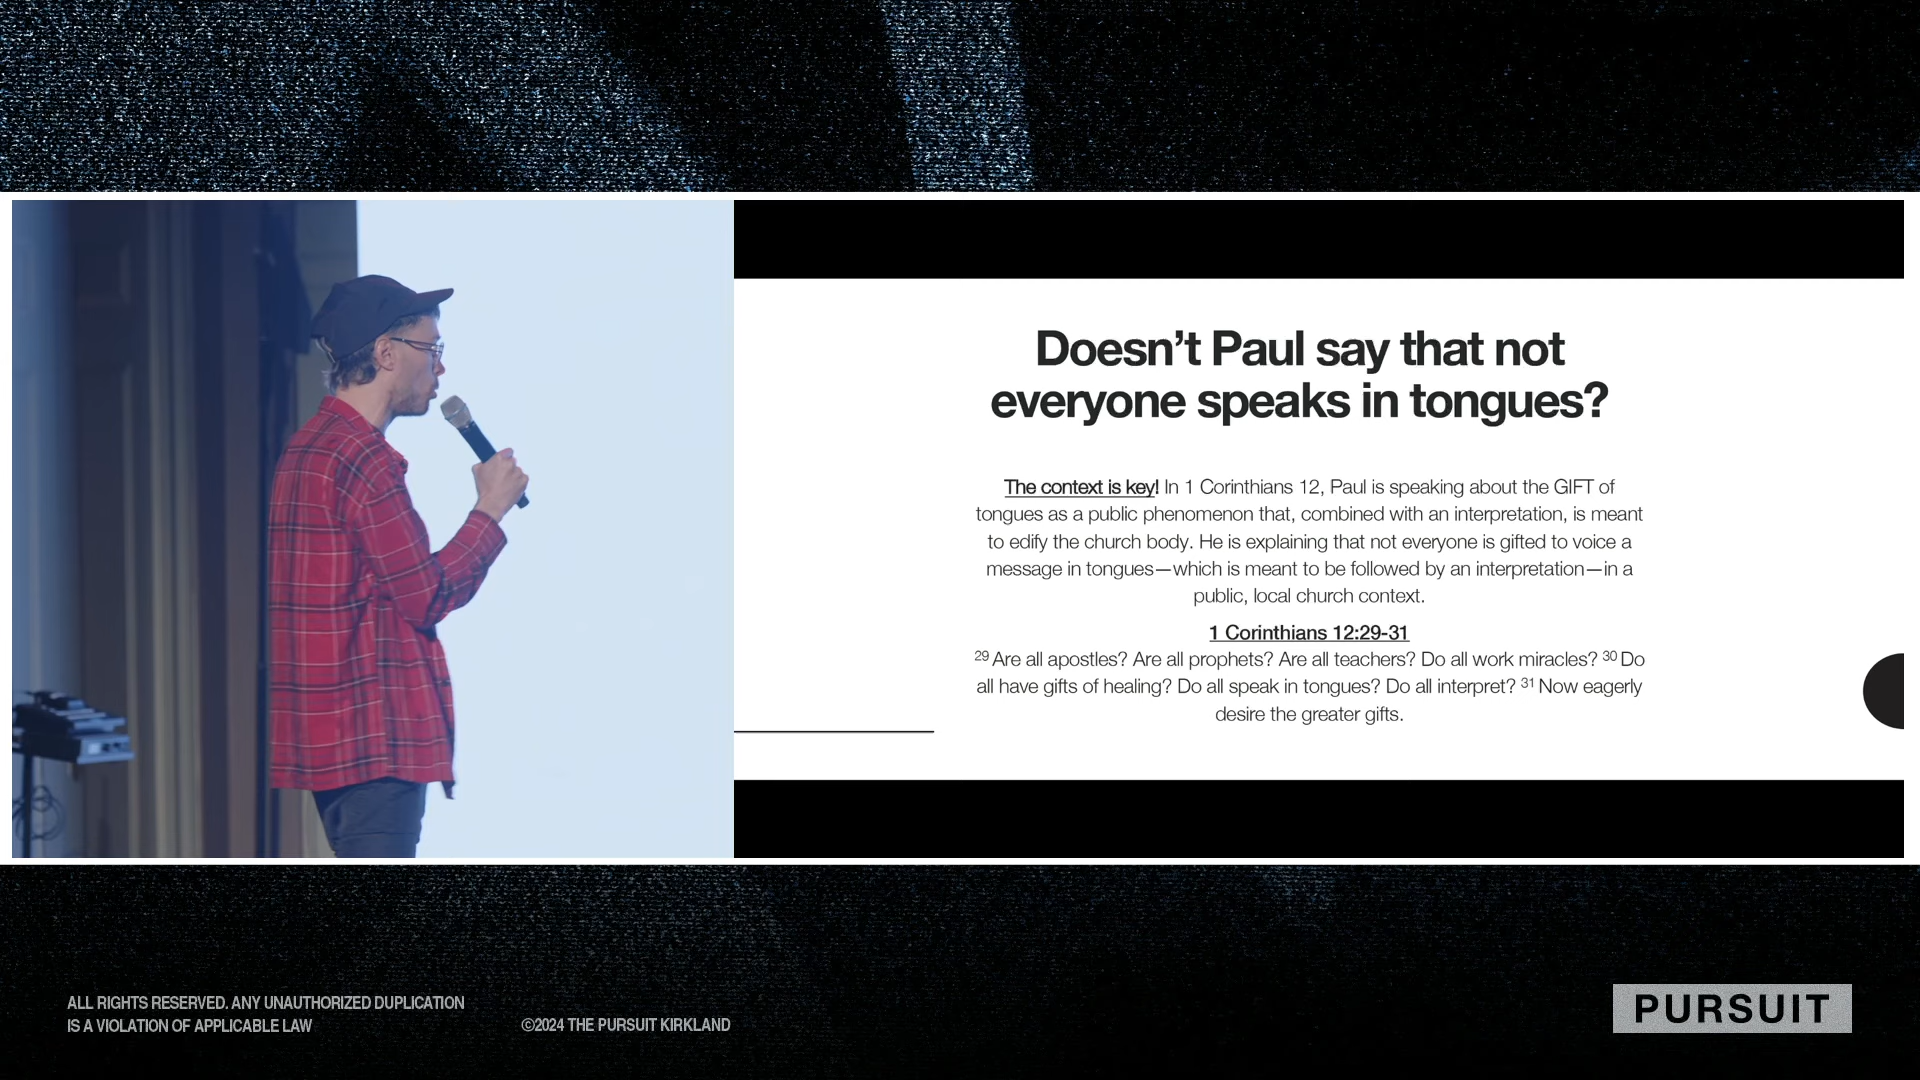 Doesn’t Paul say that not
everyone speaks in tongues?
The context is key! In 1 Corinthians 12, Paul is speaking about the GIFT of
tongues as a public phenomenon that, combined with an interpretation, is meant
to edify the church body. He is explaining that not everyone is gifted to voice a
message in tongues—which is meant to be followed by an interpretation—in a
public, local church context.
1 Corinthians 12:29-31
29 Are all apostles? Are all prophets? Are all teachers? Do all work miracles? 30 Do
all have gifts of healing? Do all speak in tongues? Do all interpret? 31 Now eagerly
desire the greater gifts.
ALL RIGHTS RESERVED. ANY UNAUTHORIZED DUPLICATION
IS A VIOLATION OF APPLICABLE LAW
©2024 THE PURSUIT KIRKLAND
PURSUIT